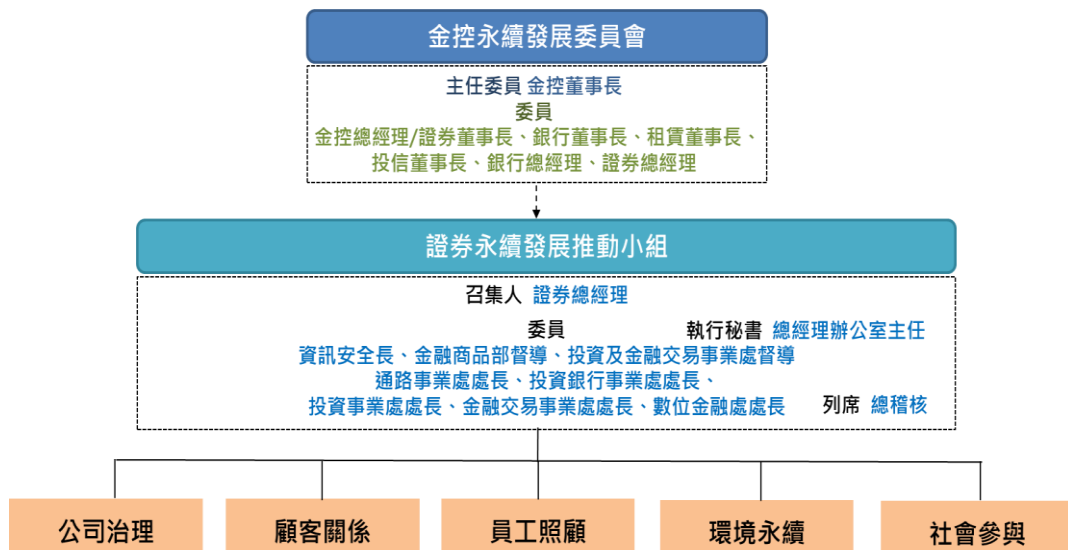 金控永續發展委員會
主任委員 金控董事長
委員
金控總經理/證券董事長、銀行董事長、租賃董事長、
投信董事長、銀行總經理、證券總經理
證券永續發展推動小組
召集人 證券總經理
委員 執行秘書 總經理辦公室主任
資訊安全長、金融商品部督導、投資及金融交易事業處督導
通路事業處處長、投資銀行事業處處長、
投資事業處處長、金融交易事業處處長、數位金融處處長 列席 總稽核
公司治理 顧客關係 員工照顧 環境永續 社會參與